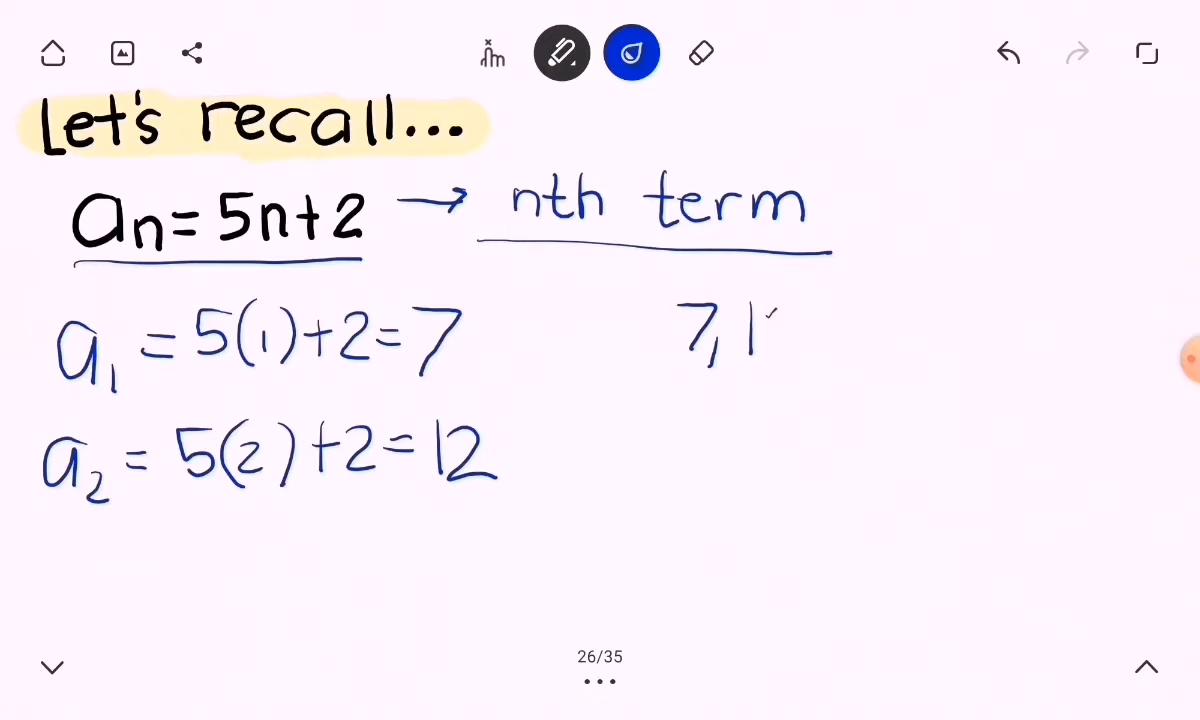 Let's recall...
an=5n+2 → nth term
a1 = 5(1)+2=7
7, 1
a2 = 5(2)+2=12
26/35